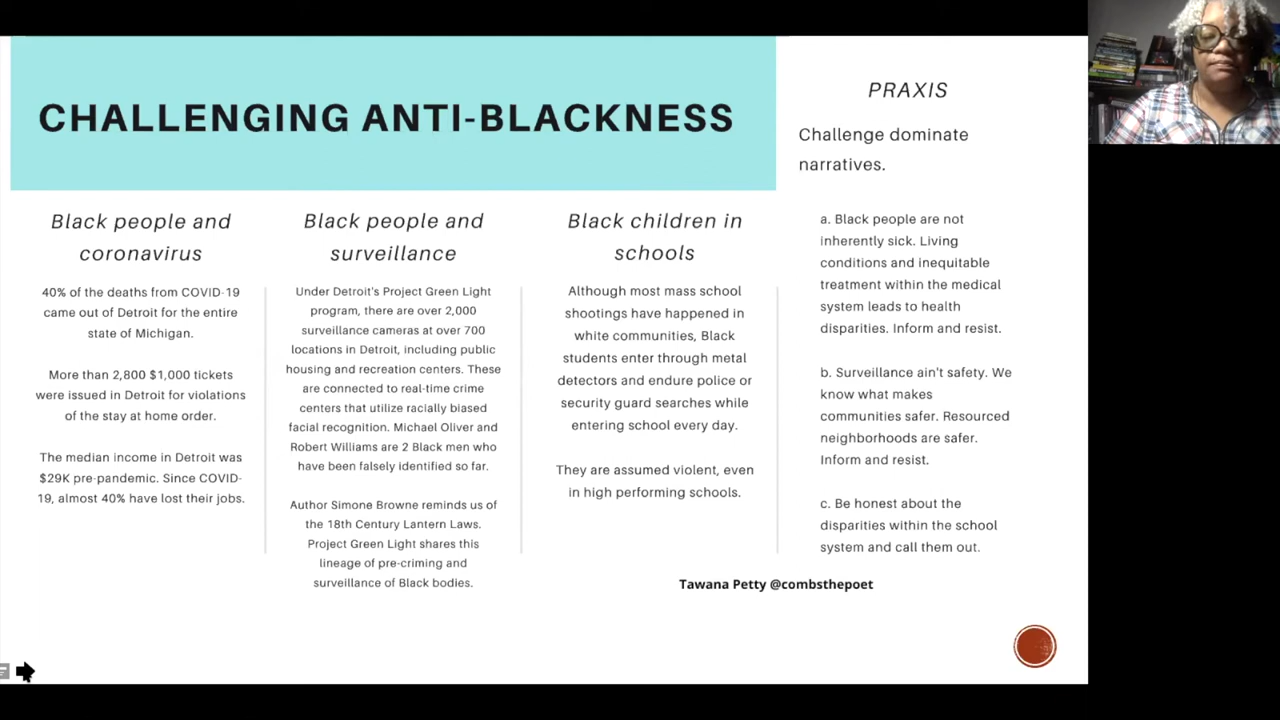 CHALLENGING ANTI-BLACKNESS
Black people and
coronavirus
40% of the deaths from COVID-19
came out of Detroit for the entire
state of Michigan.
More than 2,800 $1,000 tickets
were issued in Detroit for violations
of the stay at home order.
The median income in Detroit was
$29K pre-pandemic. Since COVID-
19, almost 40% have lost their jobs.
Black people and
surveillance
Under Detroit's Project Green Light
program, there are over 2,000
surveillance cameras at over 700
locations in Detroit, including public
housing and recreation centers. These
are connected to real-time crime
centers that utilize racially biased
facial recognition. Michael Oliver and
Robert Williams are 2 Black men who
have been falsely identified so far.
Author Simone Browne reminds us of
the 18th Century Lantern Laws.
Project Green Light shares this
lineage of pre-criming and
surveillance of Black bodies.
Black children in
schools
Although most mass school
shootings have happened in
white communities, Black
students enter through metal
detectors and endure police or
security guard searches while
entering school every day.
They are assumed violent, even
in high performing schools.
PRAXIS
Challenge dominate
narratives.
a. Black people are not
inherently sick. Living
conditions and inequitable
treatment within the medical
system leads to health
disparities. Inform and resist.
b. Surveillance ain't safety. We
know what makes
communities safer. Resourced
neighborhoods are safer.
Inform and resist.
c. Be honest about the
disparities within the school
system and call them out.
Tawana Petty @combsthepoet